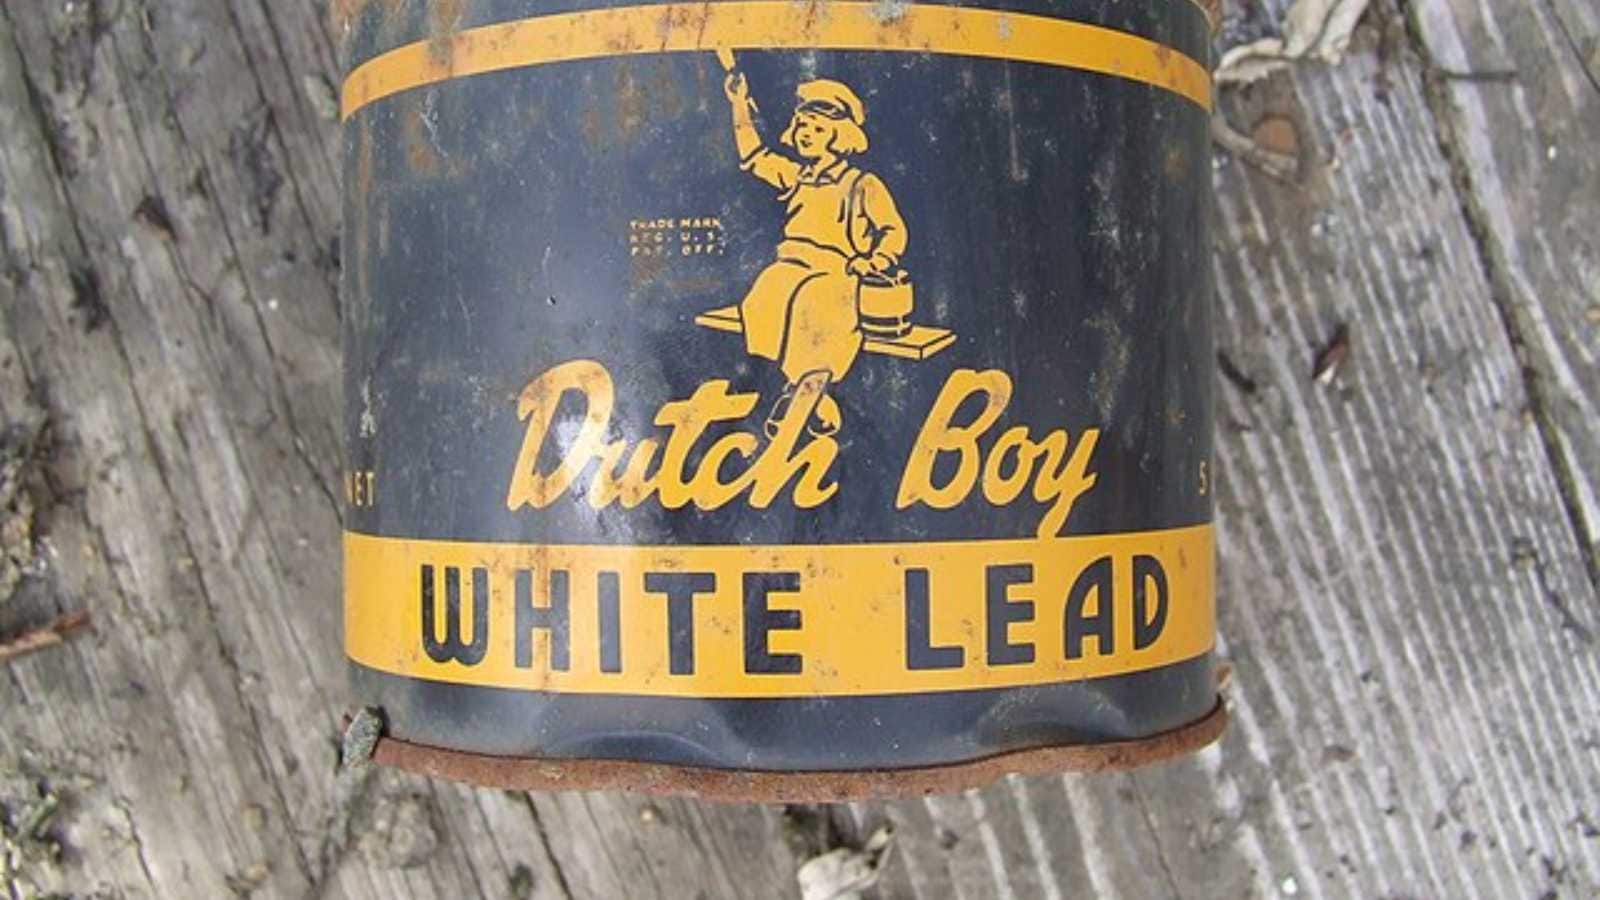 TRADE MARK
REG. U. S.
PAT. OFF.
Dutch Boy
NET
5
WHITE LEAD